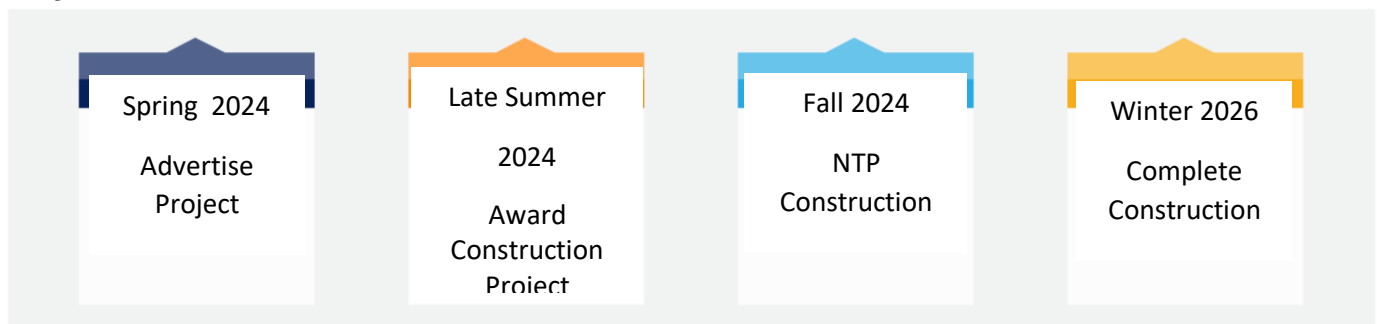 Spring 2024
Advertise
Project
Late Summer
2024
Award
Construction
Project
Fall 2024
NTP
Construction
Winter 2026
Complete
Construction